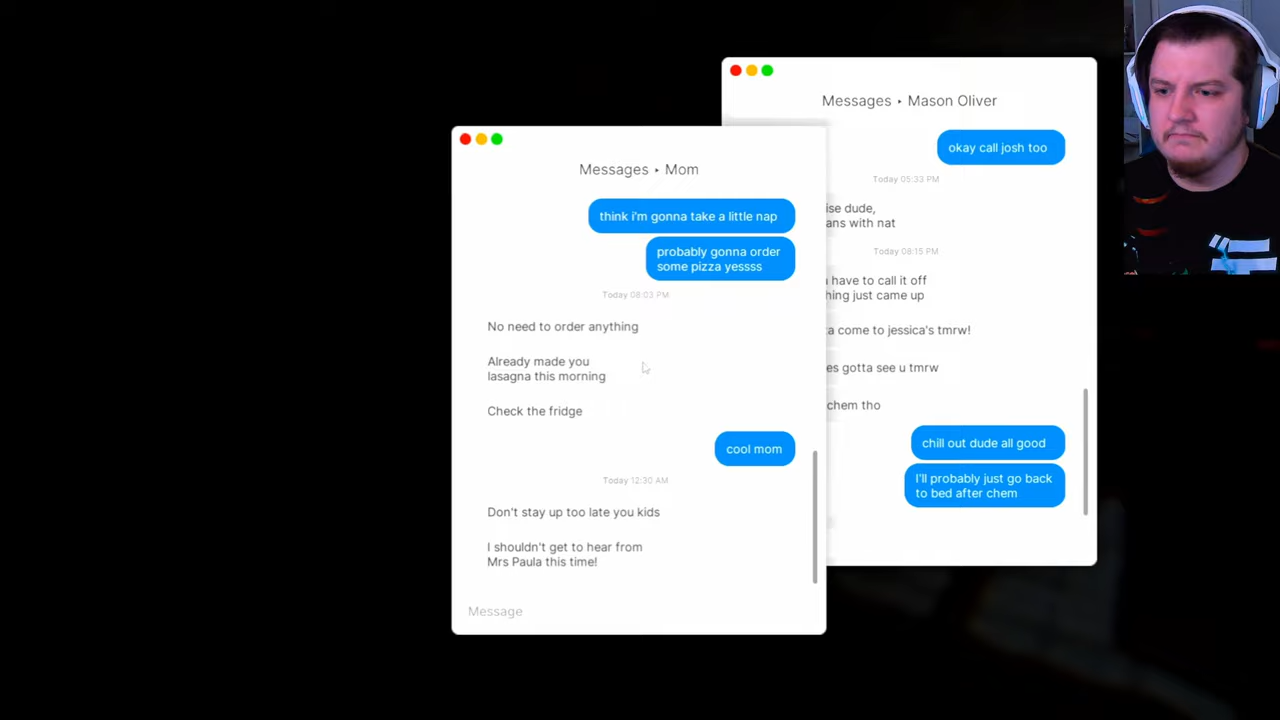 Messages ‣ Mom
think i'm gonna take a little nap
probably gonna order
some pizza yessss
Today 08:03 PM
No need to order anything
Already made you
lasagna this morning
Check the fridge
cool mom
Today 12:30 AM
Don't stay up too late you kids
I shouldn't get to hear from
Mrs Paula this time!
Message
Messages ‣ Mason Oliver
okay call josh too
Today 05:33 PM
ise dude,
ans with nat
Today 08:15 PM
have to call it off
hing just came up
a come to jessica's tmrw!
es gotta see u tmrw
chem tho
chill out dude all good
I'll probably just go back
to bed after chem